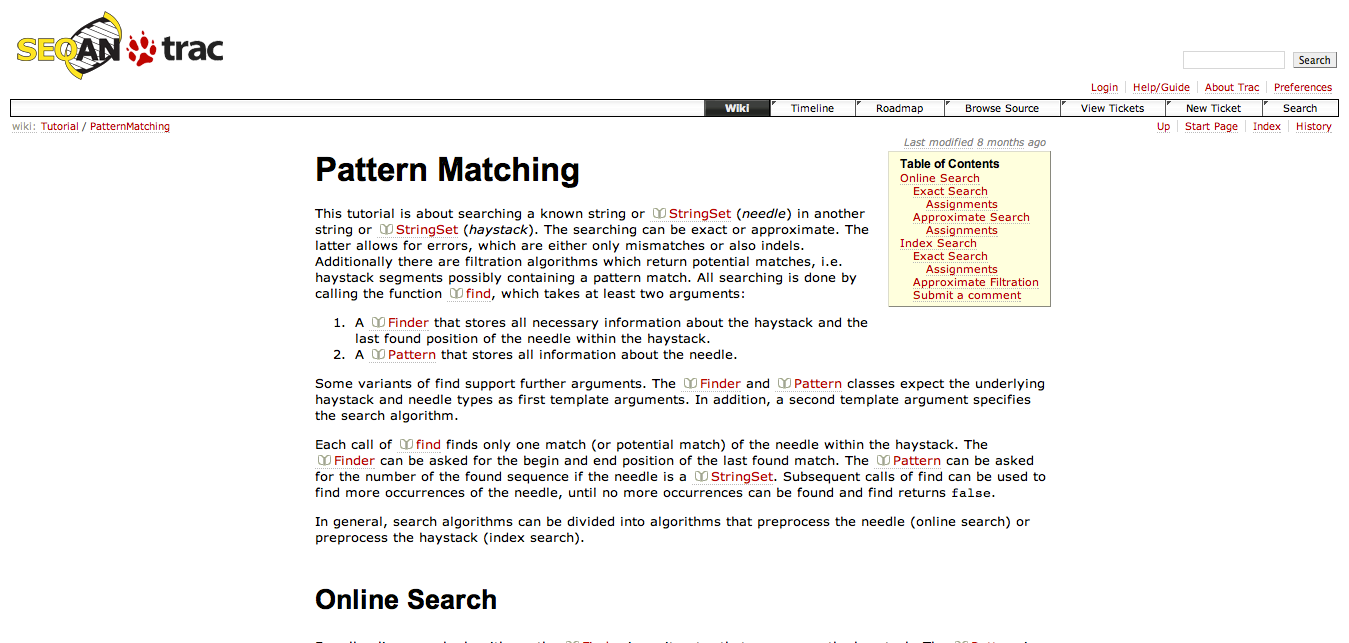 SEQAN trac
Search
Login Help/Guide About Trac Preferences
Wiki Timeline Roadmap Browse Source View Tickets New Ticket Search
wiki: Tutorial / PatternMatching
Up Start Page Index History
Last modified 8 months ago
Pattern Matching
Table of Contents
Online Search
Exact Search
Assignments
Approximate Search
Assignments
Index Search
Exact Search
Assignments
Approximate Filtration
Submit a comment
This tutorial is about searching a known string or StringSet (needle) in another
string or StringSet (haystack). The searching can be exact or approximate. The
latter allows for errors, which are either only mismatches or also indels.
Additionally there are filtration algorithms which return potential matches, i.e.
haystack segments possibly containing a pattern match. All searching is done by
calling the function find, which takes at least two arguments:
1. A Finder that stores all necessary information about the haystack and the
last found position of the needle within the haystack.
2. A Pattern that stores all information about the needle.
Some variants of find support further arguments. The Finder and Pattern classes expect the underlying
haystack and needle types as first template arguments. In addition, a second template argument specifies
the search algorithm.
Each call of find finds only one match (or potential match) of the needle within the haystack. The
Finder can be asked for the begin and end position of the last found match. The Pattern can be asked
for the number of the found sequence if the needle is a StringSet. Subsequent calls of find can be used to
find more occurrences of the needle, until no more occurrences can be found and find returns false.
In general, search algorithms can be divided into algorithms that preprocess the needle (online search) or
preprocess the haystack (index search).
Online Search